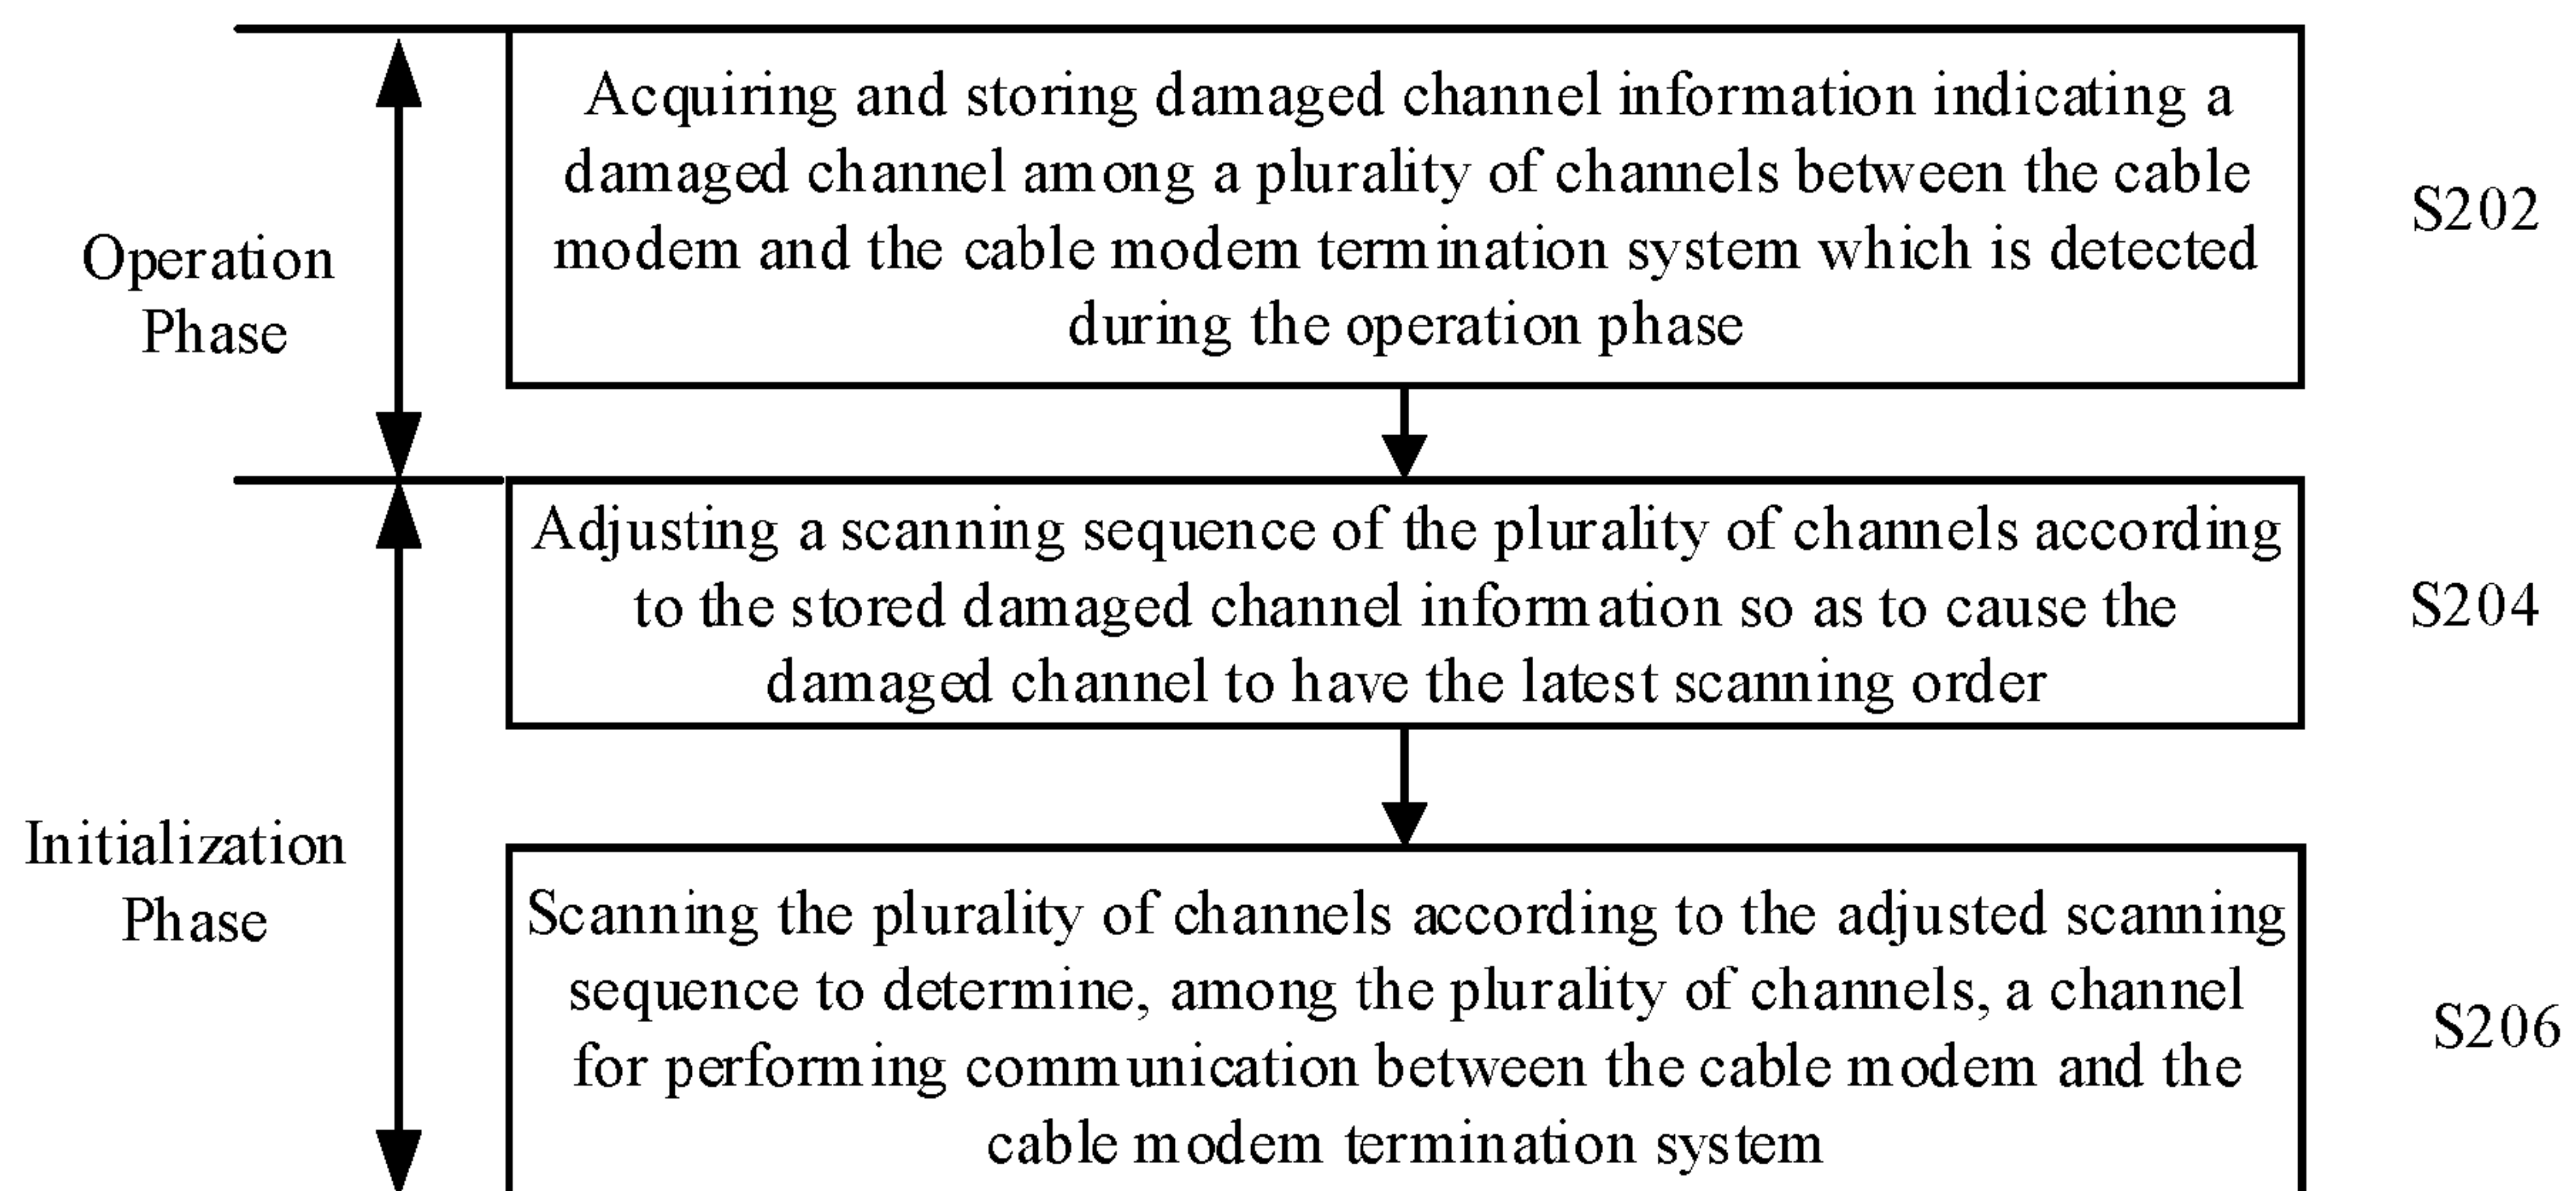 Operation
Phase
Acquiring and storing damaged channel information indicating a
damaged channel among a plurality of channels between the cable
modem and the cable modem termination system which is detected
during the operation phase
S202
Adjusting a scanning sequence of the plurality of channels according
to the stored damaged channel information so as to cause the
damaged channel to have the latest scanning order
S204
Initialization
Phase
Scanning the plurality of channels according to the adjusted scanning
sequence to determine, among the plurality of channels, a channel
for performing communication between the cable modem and the
cable modem termination system
S206